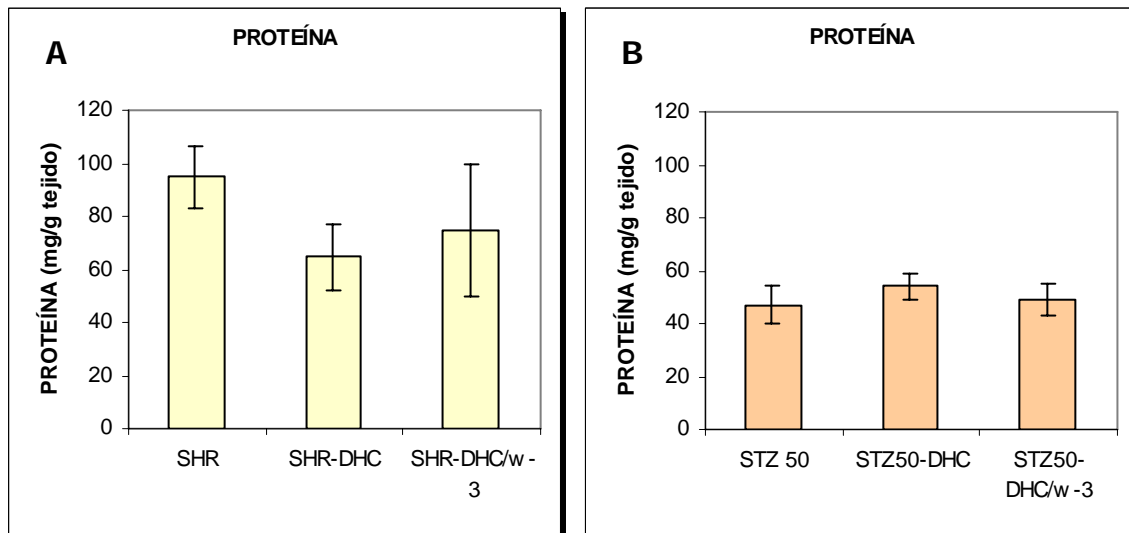 A
PROTEÍNA
PROTEÍNA (mg/g tejido)
120
100
80
60
40
20
0
SHR
SHR-DHC
SHR-DHC/w -
3
B
PROTEÍNA
PROTEÍNA (mg/g tejido)
120
100
80
60
40
20
0
STZ 50
STZ50-DHC
STZ50-
DHC/w -3